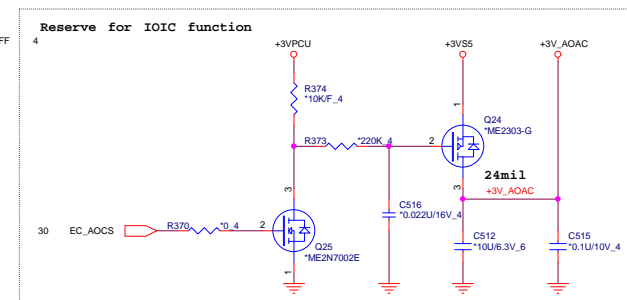 Reserve for IOIC function
FF
4
+3VPCU
+3VS5
+3V_AOAC
R374
*10K/F_4
1
Q24
*ME2303-G
R373
*220K_4
2
24mil
3
+3V_AOAC
3
C516
*0.022U/16V_4
30
EC_AOCS
R370
*0_4
2
C512
*10U/6.3V_6
C515
*0.1U/10V_4
Q25
*ME2N7002E
1